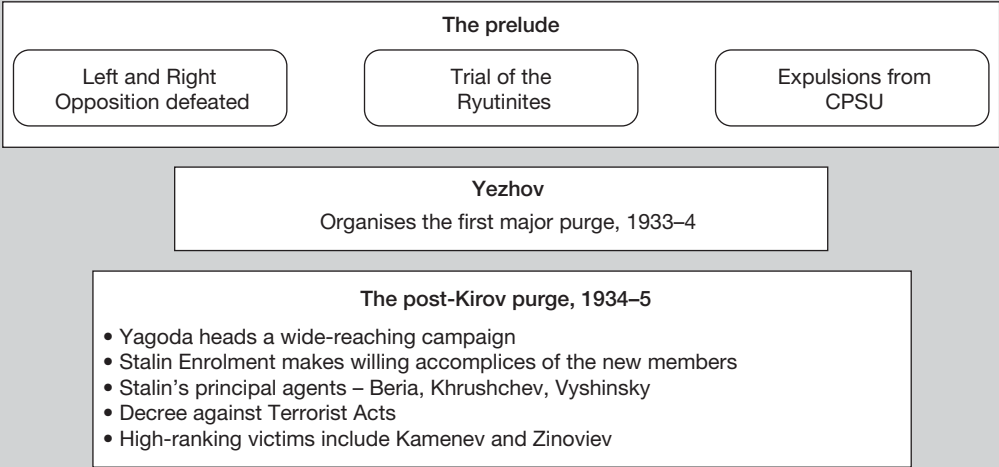 The prelude
Left and Right
Opposition defeated
Trial of the
Ryutinites
Expulsions from
CPSU
Yezhov
Organises the first major purge, 1933–4
The post-Kirov purge, 1934–5
• Yagoda heads a wide-reaching campaign
• Stalin Enrolment makes willing accomplices of the new members
• Stalin's principal agents – Beria, Khrushchev, Vyshinsky
• Decree against Terrorist Acts
• High-ranking victims include Kamenev and Zinoviev